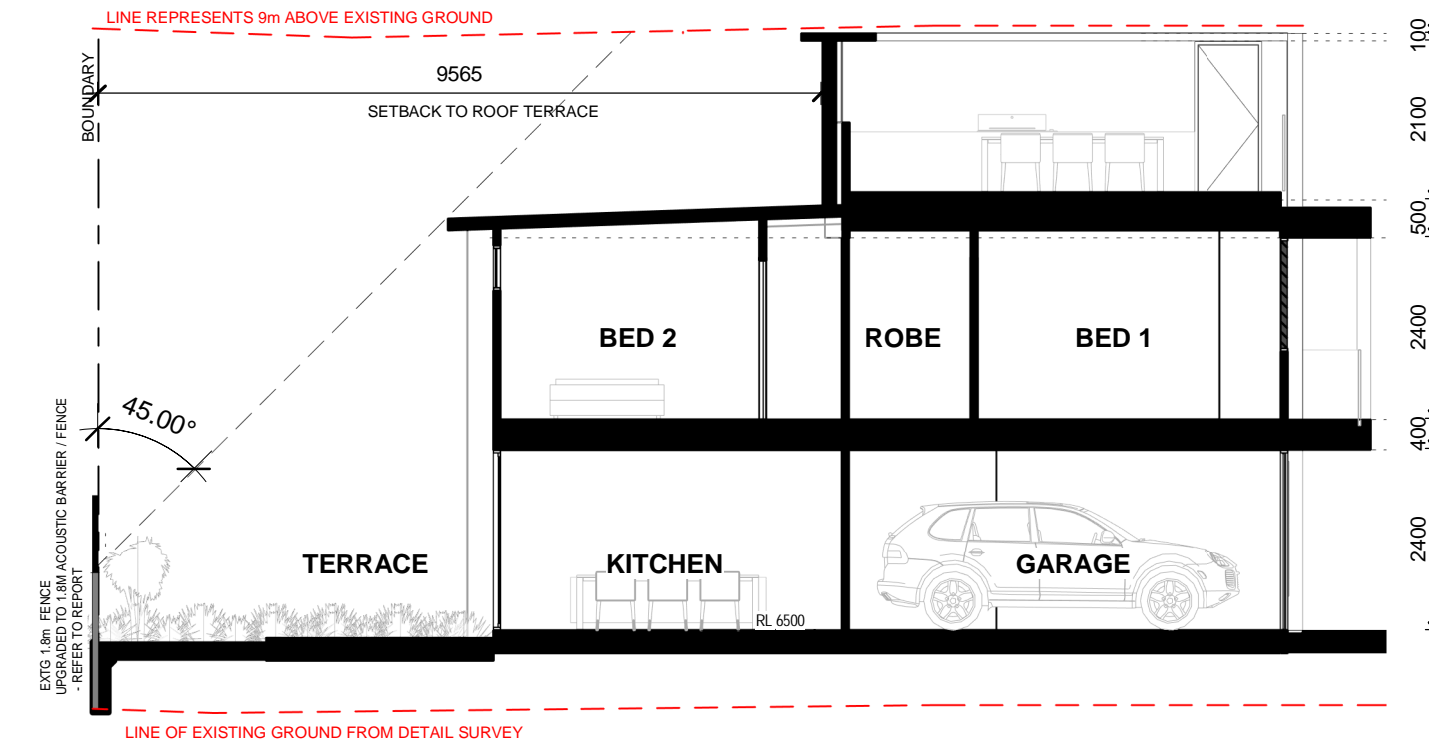 LINE REPRESENTS 9m ABOVE EXISTING GROUND
BOUNDARY
9565
SETBACK TO ROOF TERRACE
100
2100
500
2400
400
2400
BED 2
ROBE
BED 1
45.00°
EXTG 1.8m FENCE
UPGRADED TO 1.8M ACOUSTIC BARRIER / FENCE
- REFER TO REPORT
TERRACE
KITCHEN
GARAGE
RL 6500
LINE OF EXISTING GROUND FROM DETAIL SURVEY